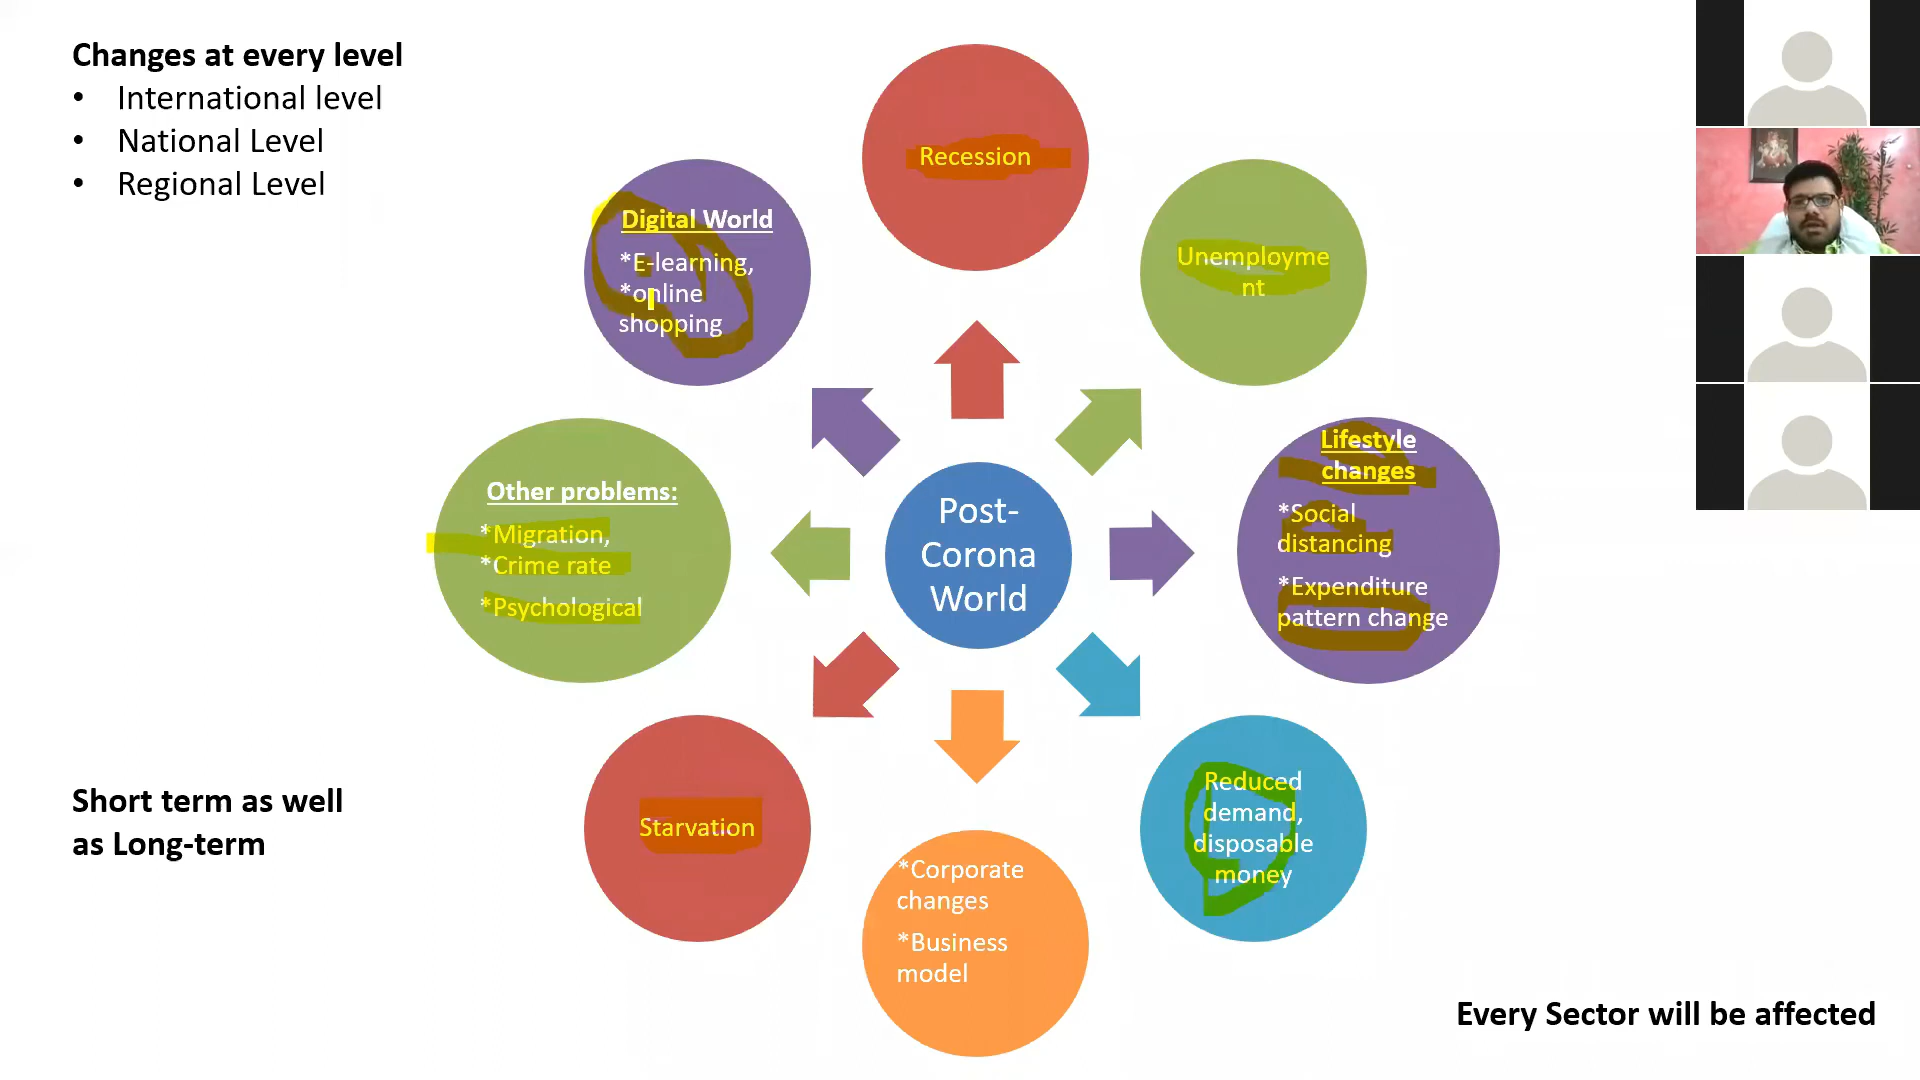 Changes at every level
• International level
• National Level
• Regional Level
Recession
Digital World
*E-learning,
*online
shopping
Unemployme
nt
Other problems:
*Migration,
*Crime rate
*Psychological
Post-
Corona
World
Lifestyle
changes
*Social
distancing
*Expenditure
pattern change
Starvation
*Corporate
changes
*Business
model
Reduced
demand,
disposable
money
Short term as well
as Long-term
Every Sector will be affected